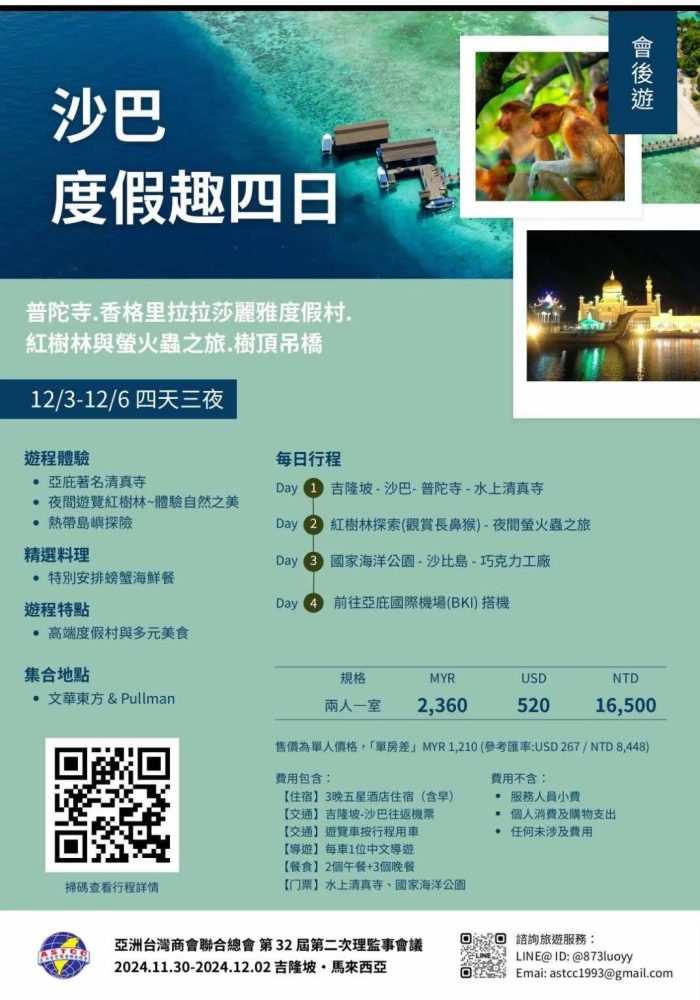 會後遊
沙巴
度假趣四日
普陀寺.香格里拉拉莎麗雅度假村.
紅樹林與螢火蟲之旅.樹頂吊橋
12/3-12/6 四天三夜
遊程體驗
• 亞庇著名清真寺
• 夜間遊覽紅樹林~體驗自然之美
• 熱帶島嶼探險
精選料理
• 特別安排螃蟹海鮮餐
遊程特點
• 高端度假村與多元美食
集合地點
• 文華東方 & Pullman
掃碼查看行程詳情
每日行程
Day 1 吉隆坡 - 沙巴- 普陀寺 - 水上清真寺
Day 2 紅樹林探索(觀賞長鼻猴) - 夜間螢火蟲之旅
Day 3 國家海洋公園 - 沙比島 - 巧克力工廠
Day 4 前往亞庇國際機場(BKI) 搭機
規格 MYR USD NTD
兩人一室 2,360 520 16,500
售價為單人價格，「單房差」MYR 1,210 (參考匯率:USD 267 / NTD 8,448)
費用包含：
【住宿】3晚五星酒店住宿（含早）
【交通】吉隆坡-沙巴往返機票
【交通】遊覽車按行程用車
【導遊】每車1位中文導遊
【餐食】2個午餐+3個晚餐
【门票】水上清真寺、國家海洋公園
費用不含：
• 服務人員小費
• 個人消費及購物支出
• 任何未涉及費用
ASTCC
亞洲台灣商會聯合總會 第 32 屆第二次理監事會議
2024.11.30-2024.12.02 吉隆坡・馬來西亞
LINE
諮詢旅遊服務：
LINE@ ID: @873luoyy
Emai: astcc1993@gmail.com